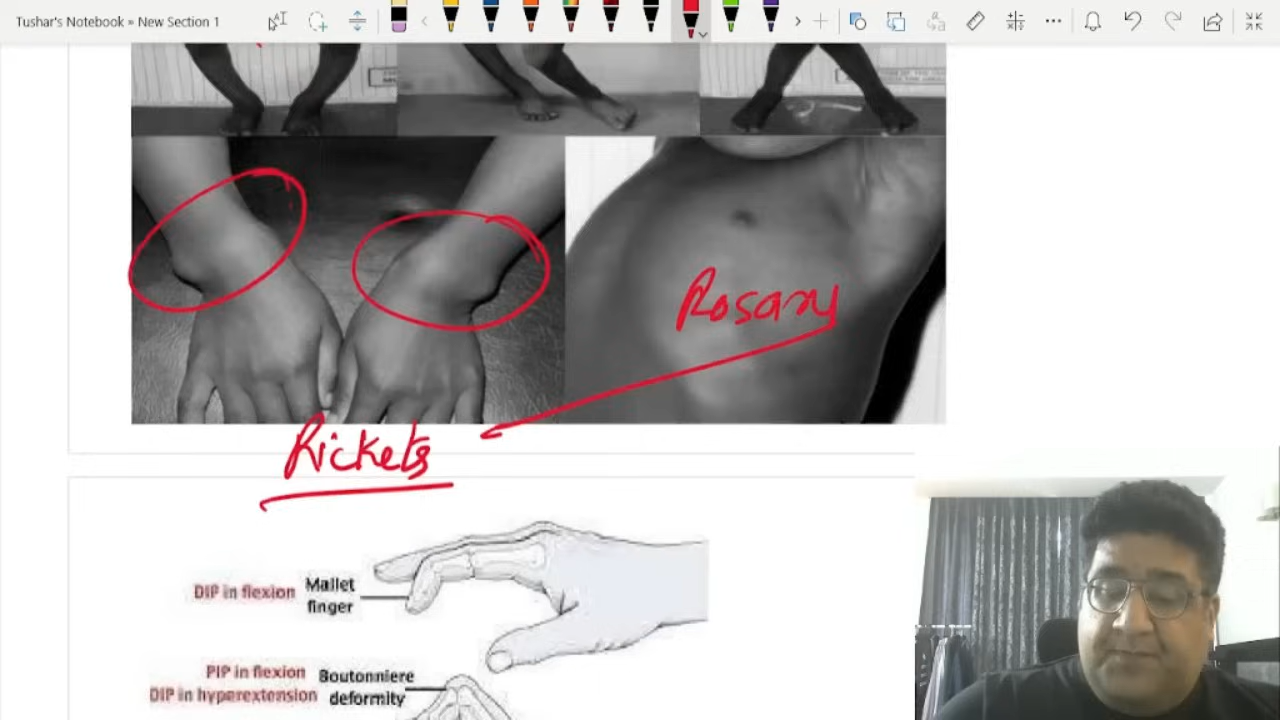 Tushar's Notebook » New Section 1
Rosary
Rickets
DIP in flexion Mallet
finger
PIP in flexion Boutonniere
DIP in hyperextension deformity